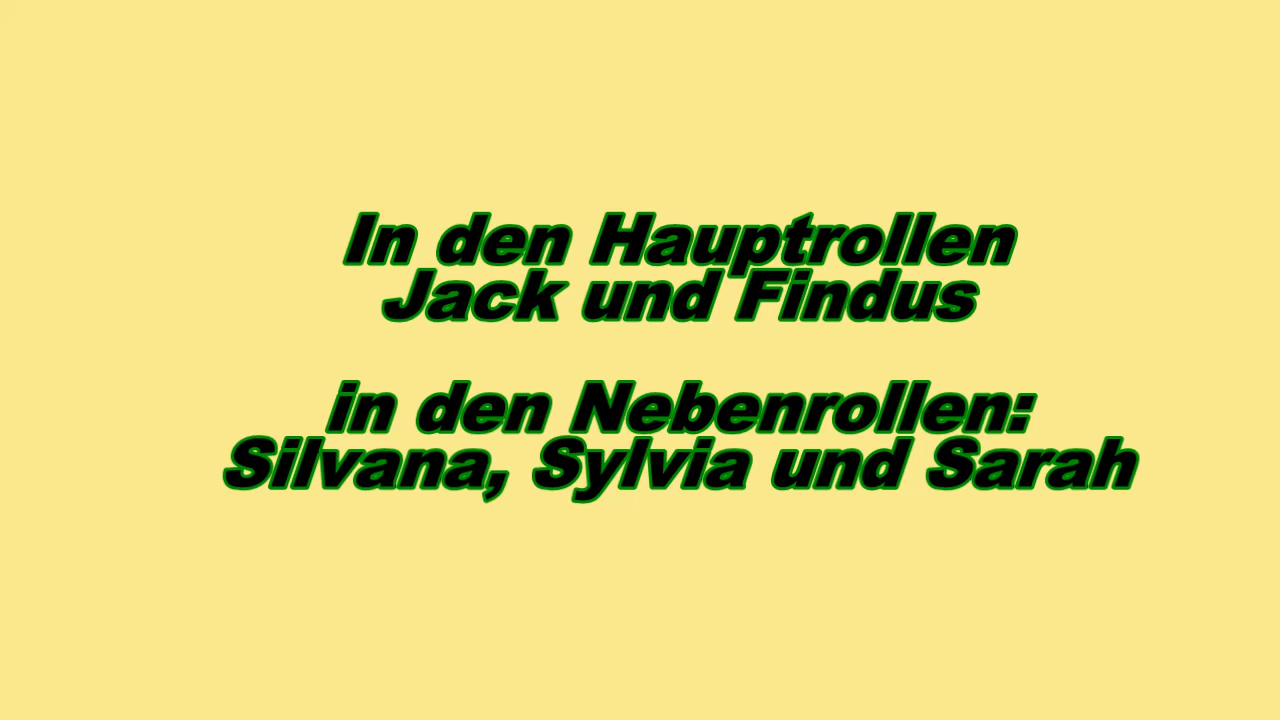 In den Hauptrollen
Jack und Findus
in den Nebenrollen:
Silvana, Sylvia und Sarah